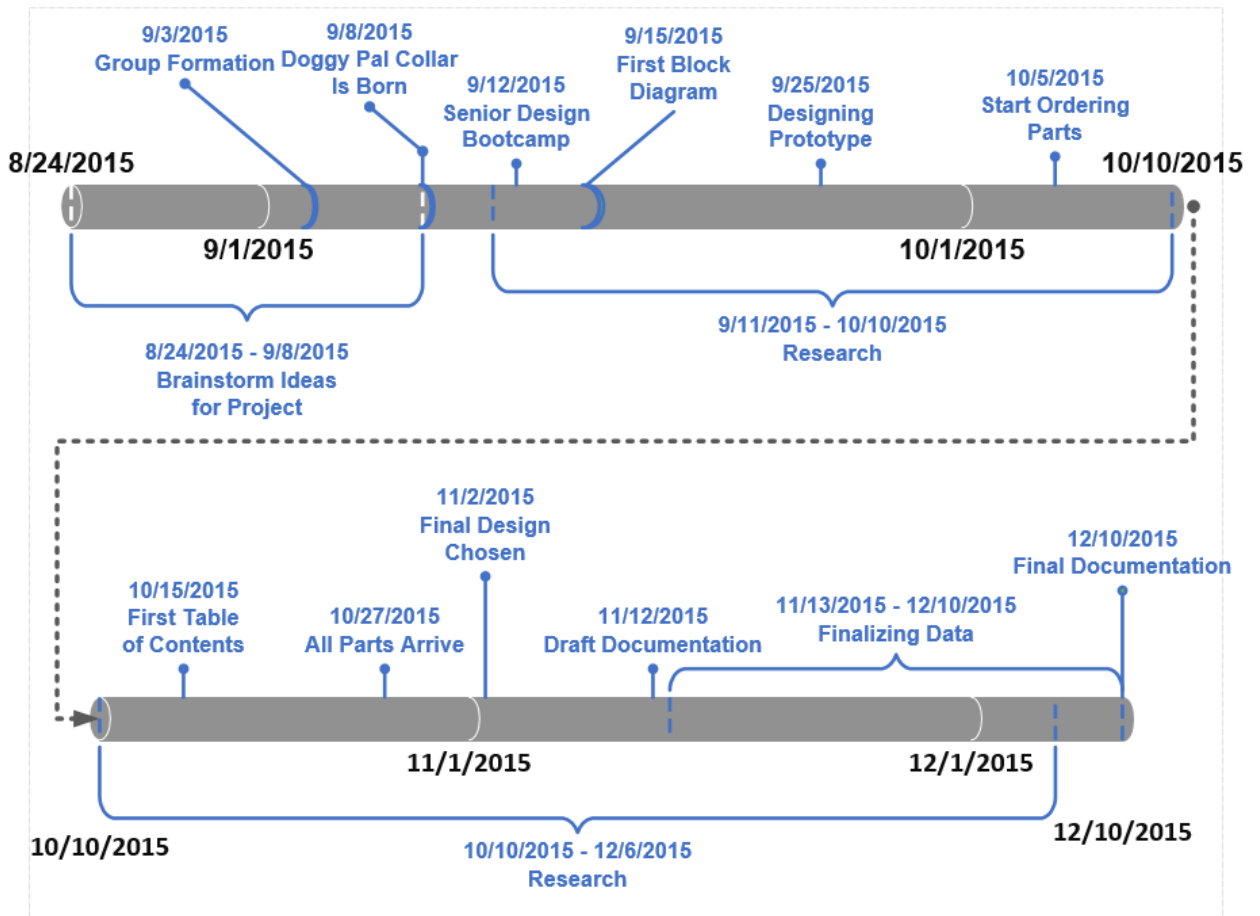 9/3/2015
Group Formation
9/8/2015
Doggy Pal Collar
Is Born
9/12/2015
Senior Design
Bootcamp
9/15/2015
First Block
Diagram
9/25/2015
Designing
Prototype
10/5/2015
Start Ordering
Parts
8/24/2015
10/10/2015
9/1/2015
10/1/2015
8/24/2015 - 9/8/2015
Brainstorm Ideas
for Project
9/11/2015 - 10/10/2015
Research
10/15/2015
First Table
of Contents
10/27/2015
All Parts Arrive
11/2/2015
Final Design
Chosen
11/12/2015
Draft Documentation
11/13/2015 - 12/10/2015
Finalizing Data
12/10/2015
Final Documentation
11/1/2015
12/1/2015
10/10/2015
12/10/2015
10/10/2015 - 12/6/2015
Research